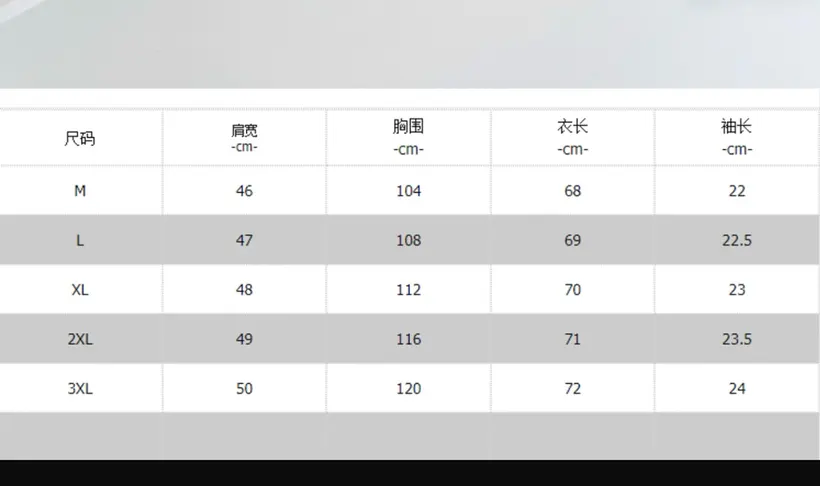 尺码 肩宽 胸围 衣长 袖长
-cm- -cm- -cm- -cm-
M 46 104 68 22
L 47 108 69 22.5
XL 48 112 70 23
2XL 49 116 71 23.5
3XL 50 120 72 24